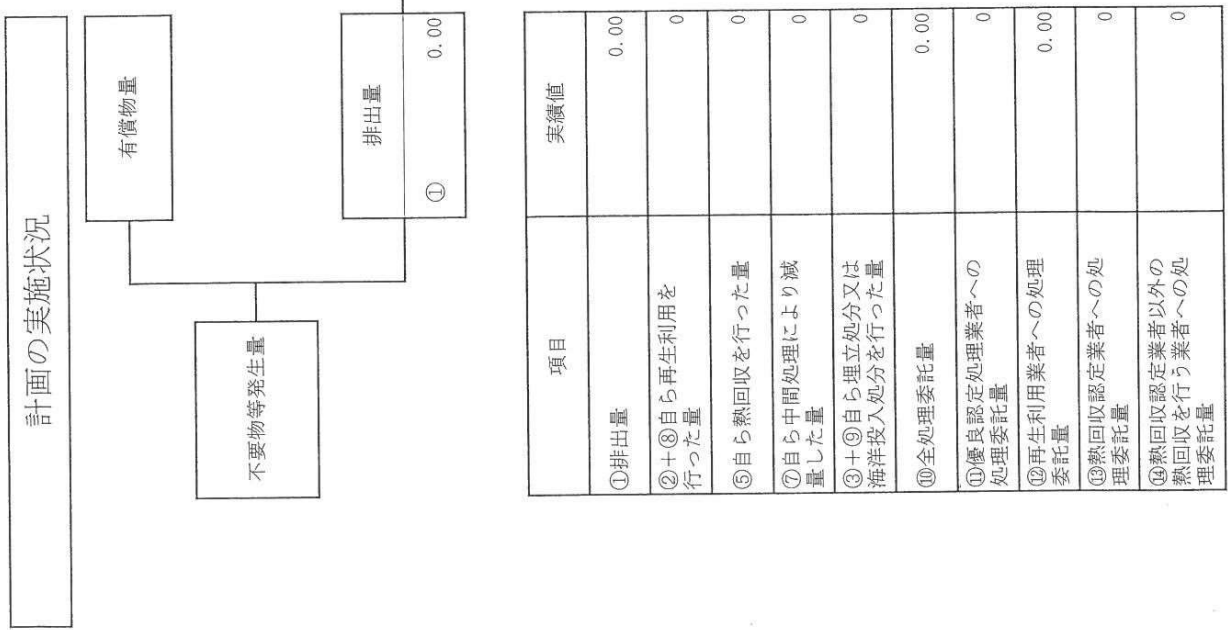 計画の実施状況
有償物量
不要物等発生量
排出量
① 0.00
項目 実績値
①排出量 0.00
②＋⑧自ら再生利用を 0
行った量
⑤自ら熱回収を行った量 0
⑦自ら中間処理により減 0
量した量
③＋⑨自ら埋立処分又は 0
海洋投入処分を行った量
⑩全処理委託量 0.00
⑪優良認定処理業者への 0
処理委託量
⑫再生利用業者への処理 0.00
委託量
⑬熱回収認定業者への処 0
理委託量
⑭熱回収認定業者以外の 0
熱回収を行う業者への処
理委託量